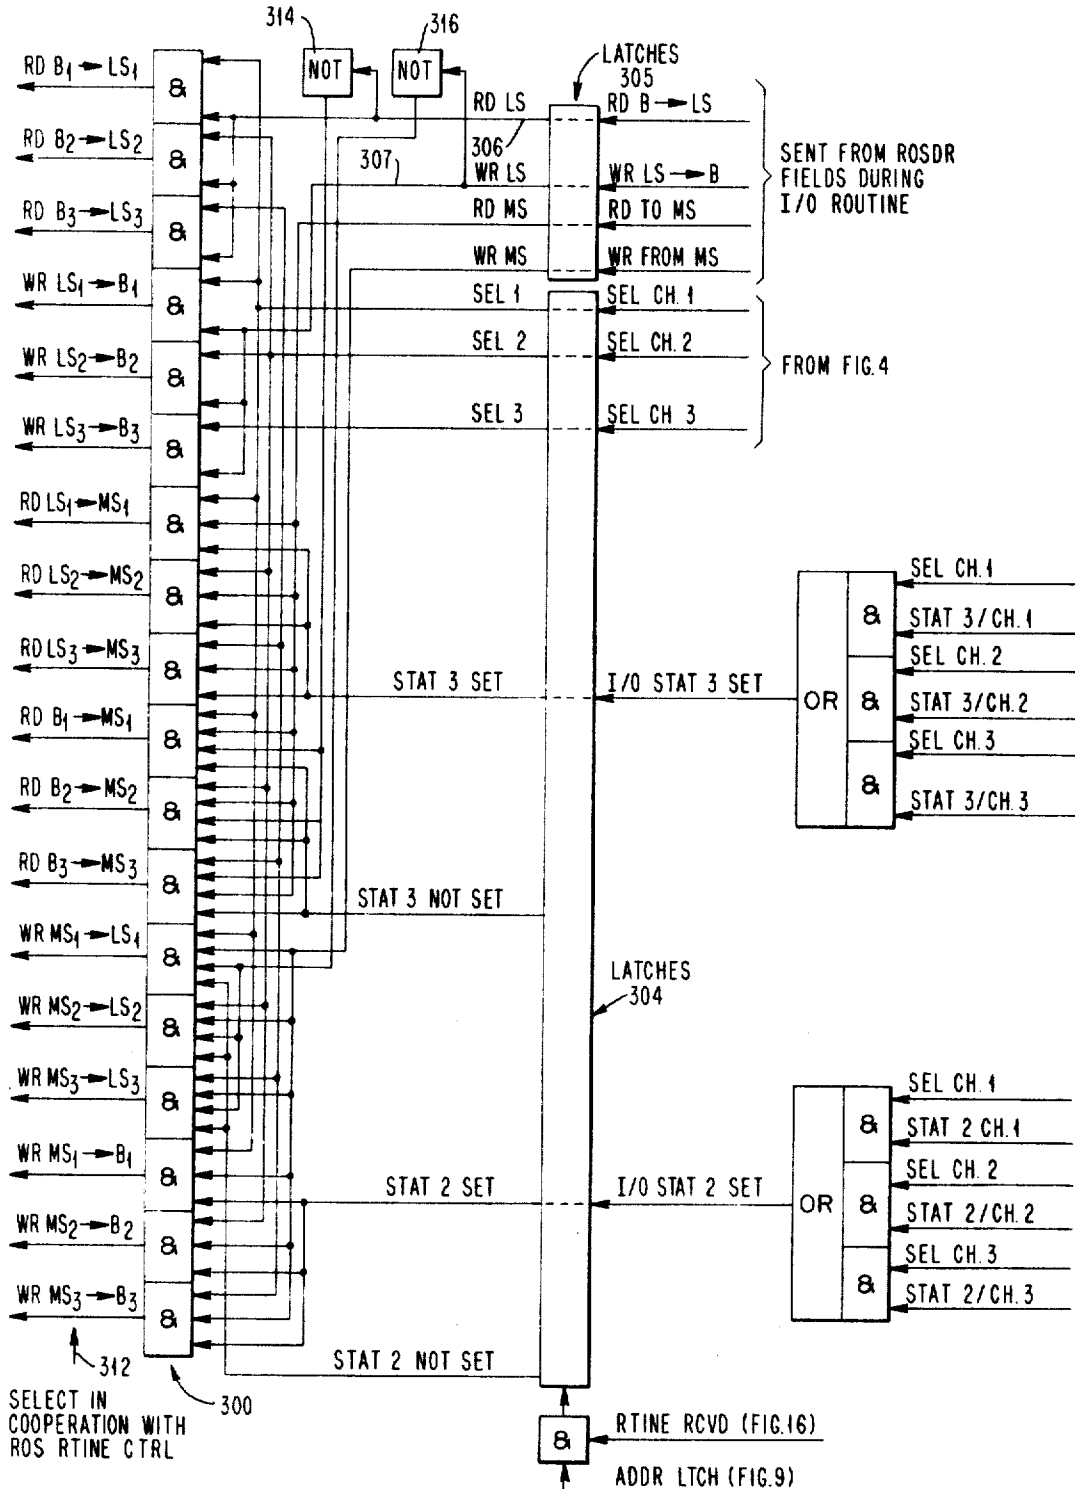 314
316
NOT
NOT
LATCHES
305
RD B₁→LS₁
&
RD LS
306
RD B→LS
RD B₂→LS₂
&
307
WR LS
WR LS→B
SENT FROM ROSDR
FIELDS DURING
I/O ROUTINE
RD B₃→LS₃
&
RD MS
RD TO MS
WR MS
WR FROM MS
WR LS₁→B₁
&
SEL 1
SEL CH.1
WR LS₂→B₂
&
SEL 2
SEL CH.2
FROM FIG.4
WR LS₃→B₃
&
SEL 3
SEL CH 3
RD LS₁→MS₁
&
RD LS₂→MS₂
&
RD LS₃→MS₃
&
STAT 3 SET
I/O STAT 3 SET
OR
&
&
&
SEL CH.1
STAT 3/CH.1
SEL CH.2
STAT 3/CH.2
SEL CH.3
STAT 3/CH.3
RD B₁→MS₁
&
RD B₂→MS₂
&
RD B₃→MS₃
&
STAT 3 NOT SET
WR MS₁→LS₁
&
LATCHES
304
WR MS₂→LS₂
&
WR MS₃→LS₃
&
WR MS₁→B₁
&
STAT 2 SET
I/O STAT 2 SET
OR
&
&
&
SEL CH.1
STAT 2 CH.1
SEL CH.2
STAT 2/CH.2
SEL CH.3
STAT 2/CH.3
WR MS₂→B₂
&
WR MS₃→B₃
&
STAT 2 NOT SET
312
300
SELECT IN
COOPERATION WITH
ROS RTINE CTRL
&
RTINE RCVD (FIG.16)
ADDR LTCH (FIG.9)